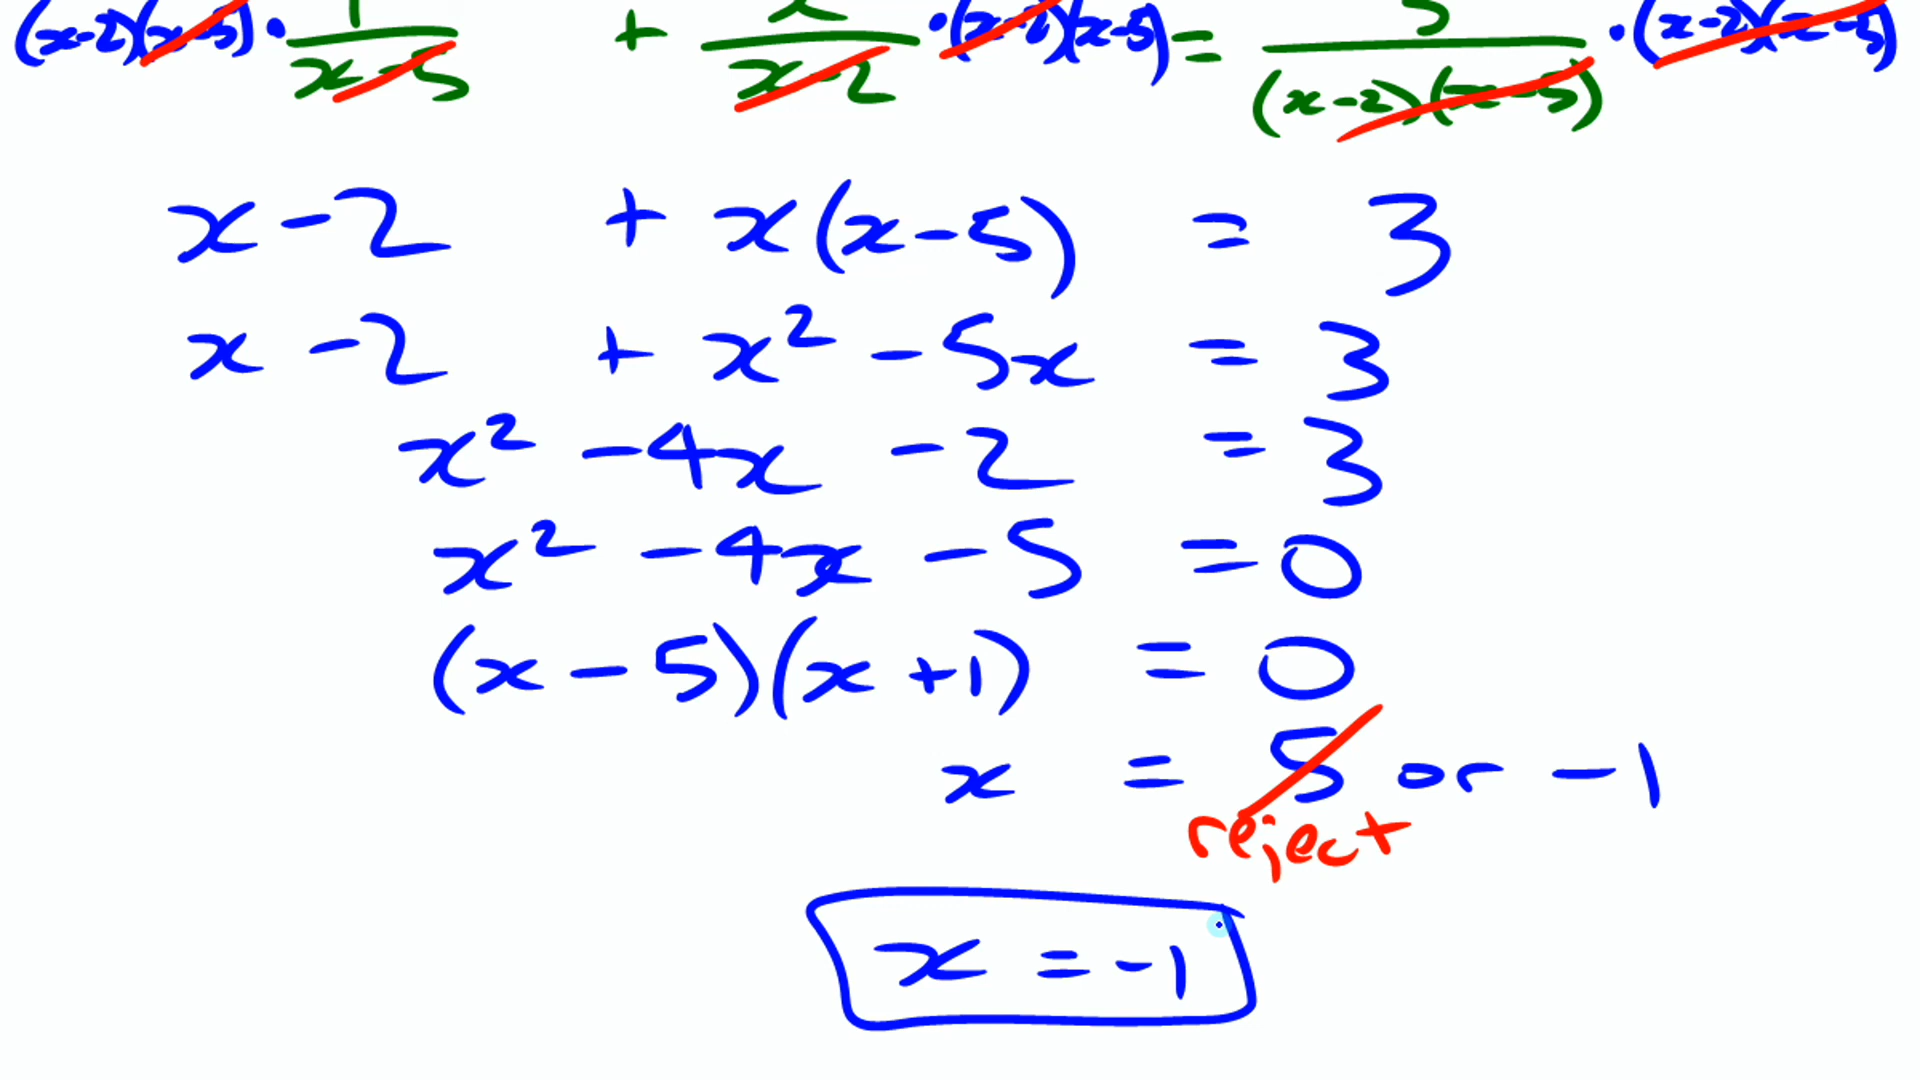 (x-2)(x-5) · 1/(x-5) + x/(x-2) · (x-2)(x-5) = 3/((x-2)(x-5)) · (x-2)(x-5)
x - 2 + x(x-5) = 3
x - 2 + x² - 5x = 3
x² - 4x - 2 = 3
x² - 4x - 5 = 0
(x - 5)(x + 1) = 0
x = 5 or -1
reject
x = -1